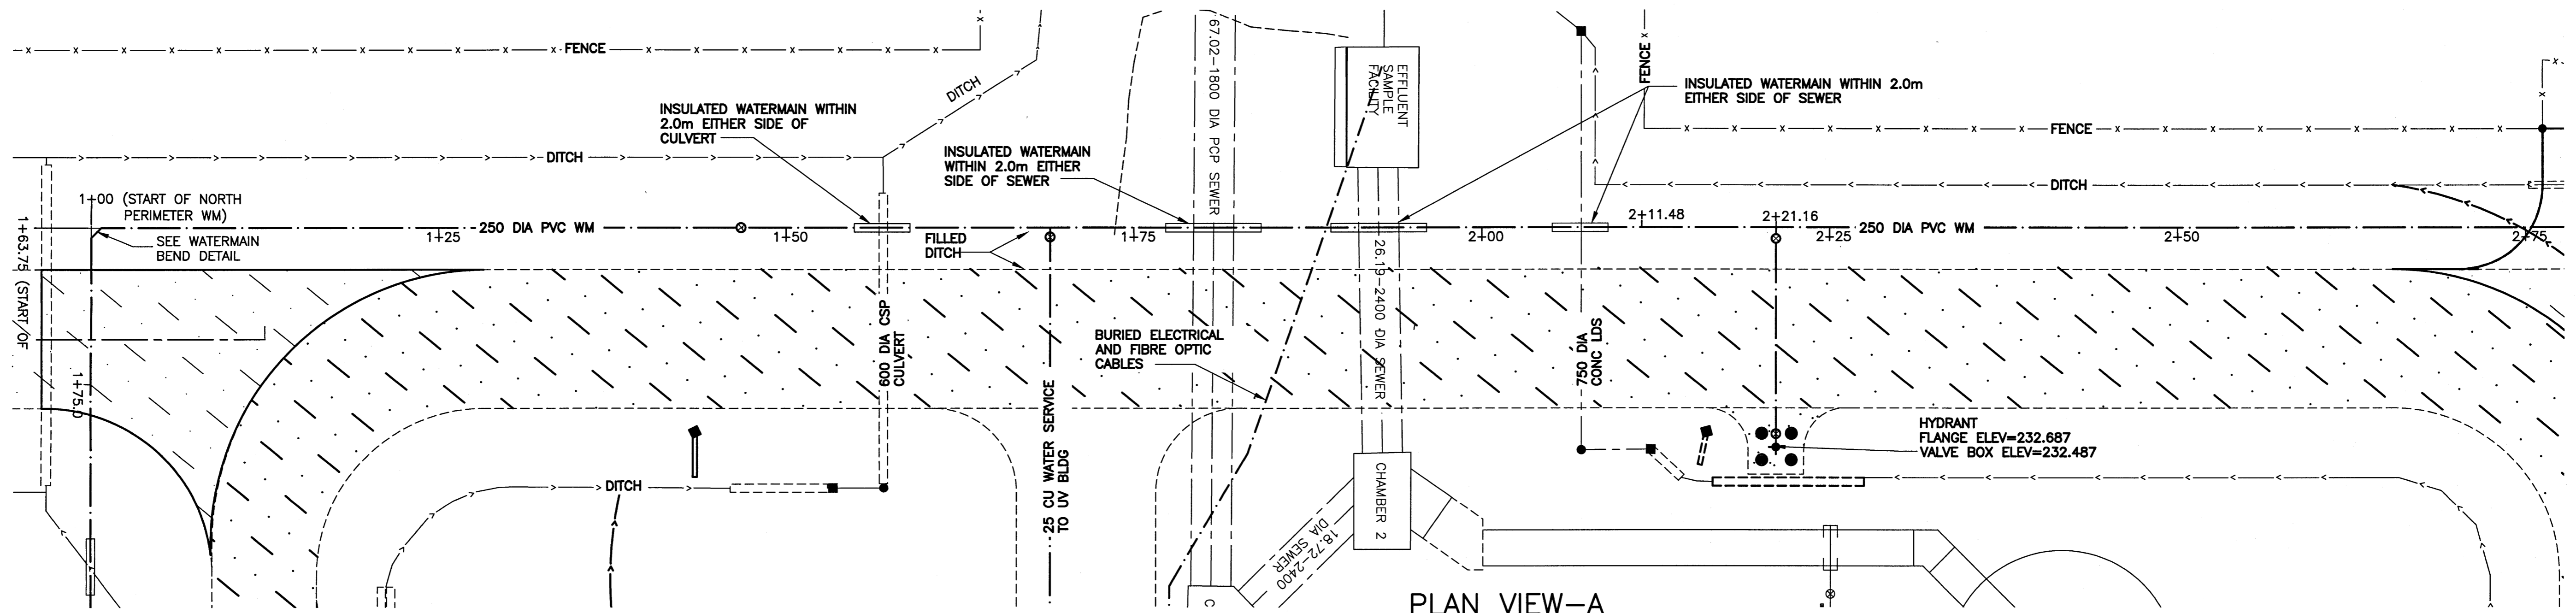 FENCE
DITCH
INSULATED WATERMAIN WITHIN
2.0m EITHER SIDE OF
CULVERT
DITCH
INSULATED WATERMAIN
WITHIN 2.0m EITHER
SIDE OF SEWER
67.02-1800 DIA PCP SEWER
EFFLUENT
SAMPLE
FACILITY
FENCE
INSULATED WATERMAIN WITHIN 2.0m
EITHER SIDE OF SEWER
FENCE
DITCH
1+00 (START OF NORTH
PERIMETER WM)
SEE WATERMAIN
BEND DETAIL
1+63.75 (START OF
1+75.0
1+25
250 DIA PVC WM
1+50
FILLED
DITCH
1+75
2+00
2+11.48
2+21.16
2+25
250 DIA PVC WM
2+50
2+75
600 DIA CSP
CULVERT
25 CU WATER SERVICE
TO UV BLDG
BURIED ELECTRICAL
AND FIBRE OPTIC
CABLES
26.19-2400 DIA SEWER
750 DIA
CONC LDS
HYDRANT
FLANGE ELEV=232.687
VALVE BOX ELEV=232.487
DITCH
CHAMBER 2
18.72-2400
DIA SEWER
C
PLAN VIEW-A